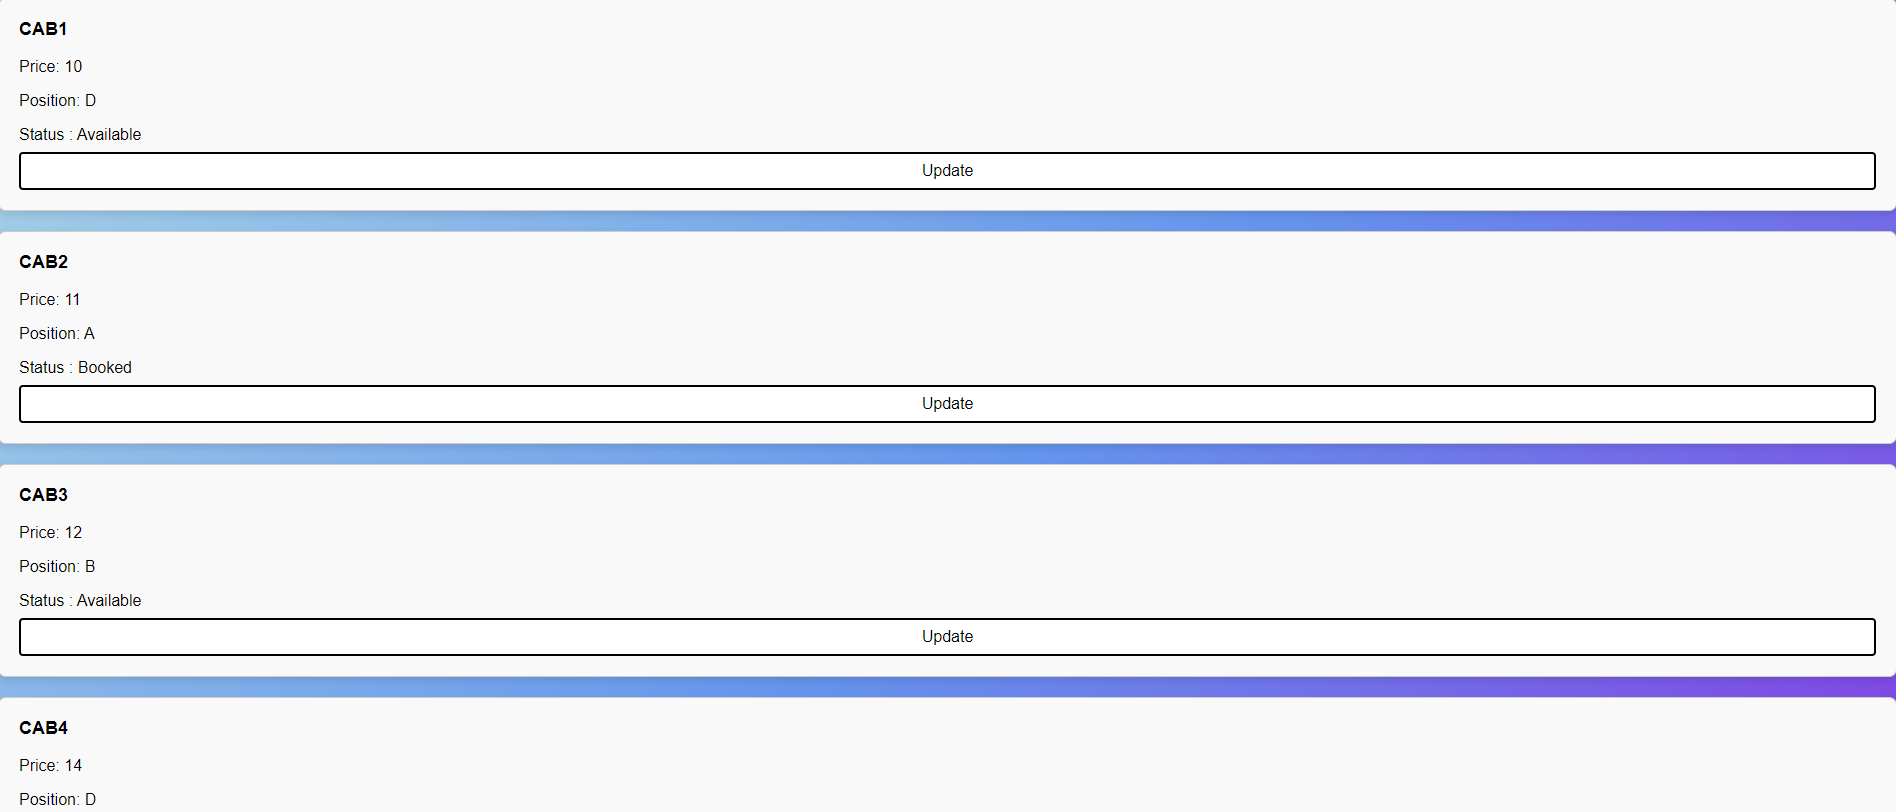 CAB1
Price: 10
Position: D
Status : Available
Update
CAB2
Price: 11
Position: A
Status : Booked
Update
CAB3
Price: 12
Position: B
Status : Available
Update
CAB4
Price: 14
Position: D